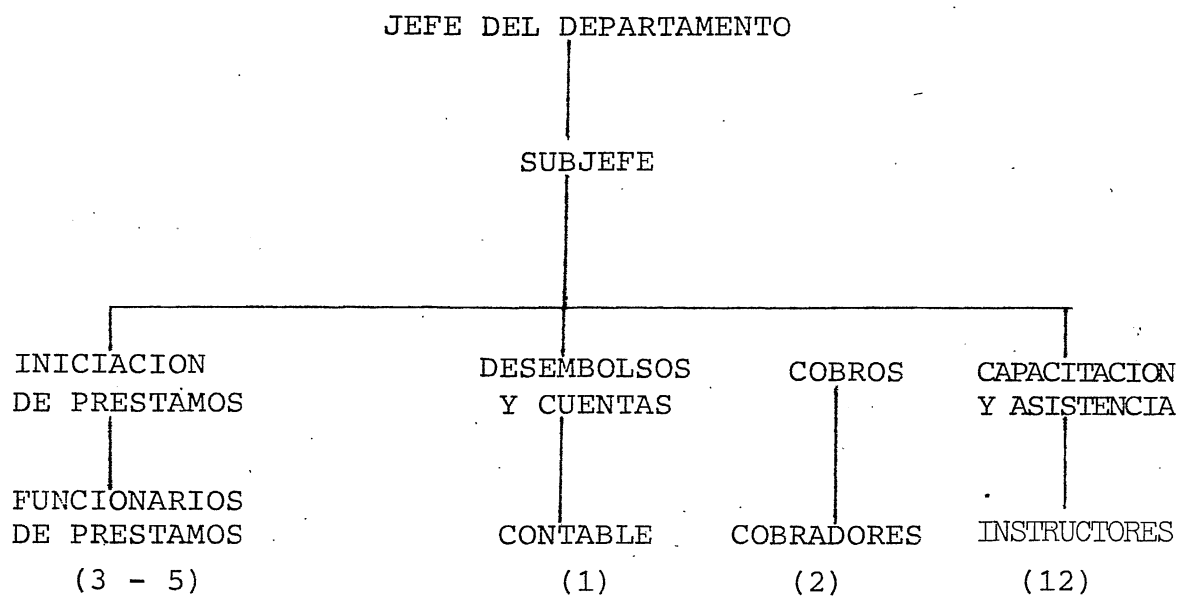 JEFE DEL DEPARTAMENTO
SUBJEFE
INICIACION
DE PRESTAMOS
DESEMBOLSOS
Y CUENTAS
COBROS
CAPACITACION
Y ASISTENCIA
FUNCIONARIOS
DE PRESTAMOS
(3 - 5)
CONTABLE
(1)
COBRADORES
(2)
INSTRUCTORES
(12)